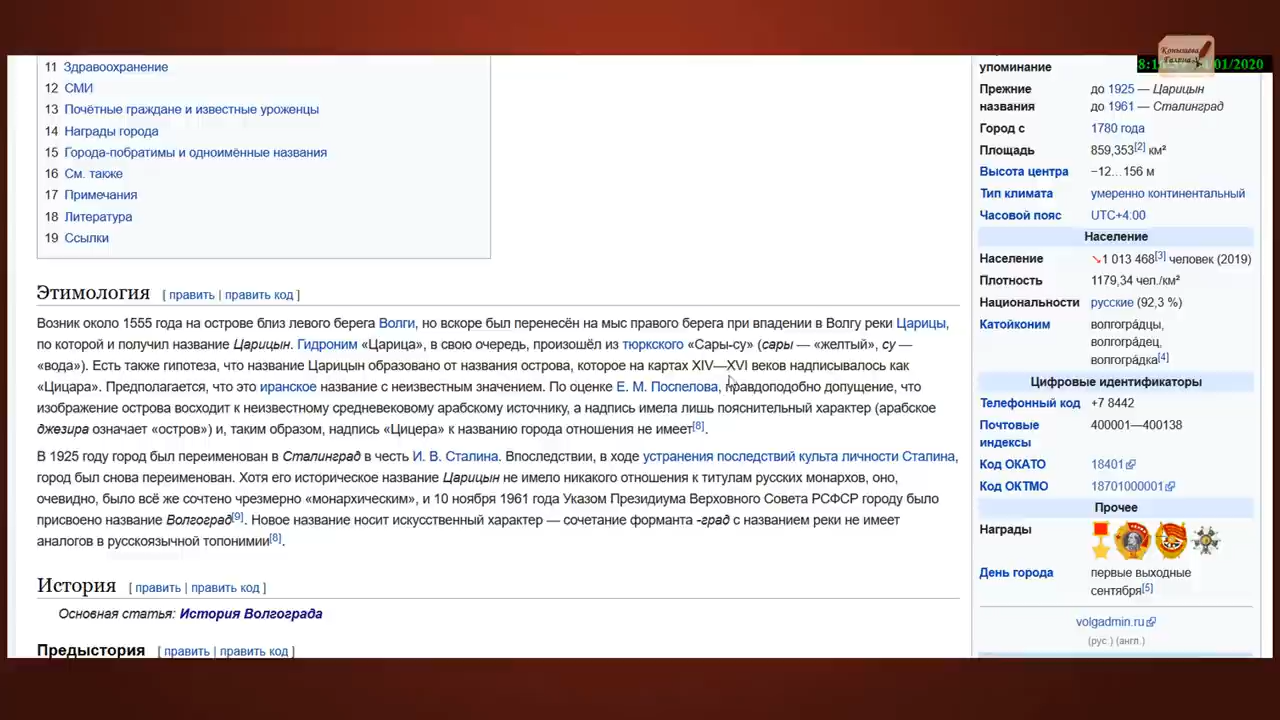 11 Здравоохранение
12 СМИ
13 Почётные граждане и известные уроженцы
14 Награды города
15 Города-побратимы и одноимённые названия
16 См. также
17 Примечания
18 Литература
19 Ссылки
Этимология [ править | править код ]
Возник около 1555 года на острове близ левого берега Волги, но вскоре был перенесён на мыс правого берега при впадении в Волгу реки Царицы,
по которой и получил название Царицын. Гидроним «Царица», в свою очередь, произошёл из тюркского «Сары-су» (сары — «желтый», су —
«вода»). Есть также гипотеза, что название Царицын образовано от названия острова, которое на картах XIV—XVI веков надписывалось как
«Цицара». Предполагается, что это иранское название с неизвестным значением. По оценке Е. М. Поспелова, правдоподобно допущение, что
изображение острова восходит к неизвестному средневековому арабскому источнику, а надпись имела лишь пояснительный характер (арабское
джезира означает «остров») и, таким образом, надпись «Цицера» к названию города отношения не имеет[8].
В 1925 году город был переименован в Сталинград в честь И. В. Сталина. Впоследствии, в ходе устранения последствий культа личности Сталина,
город был снова переименован. Хотя его историческое название Царицын не имело никакого отношения к титулам русских монархов, оно,
очевидно, было всё же сочтено чрезмерно «монархическим», и 10 ноября 1961 года Указом Президиума Верховного Совета РСФСР городу было
присвоено название Волгоград[9]. Новое название носит искусственный характер — сочетание форманта -град с названием реки не имеет
аналогов в русскоязычной топонимии[8].
История [ править | править код ]
Основная статья: История Волгограда
Предыстория [ править | править код ]
Конышева
01/2020
упоминание
Прежние до 1925 — Царицын
названия до 1961 — Сталинград
Город с 1780 года
Площадь 859,353[2] км²
Высота центра −12…156 м
Тип климата умеренно континентальный
Часовой пояс UTC+4:00
Население
Население ↘1 013 468[3] человек (2019)
Плотность 1179,34 чел./км²
Национальности русские (92,3 %)
Катойконим волгогра́дцы,
волгогра́дец,
волгогра́дка[4]
Цифровые идентификаторы
Телефонный код +7 8442
Почтовые 400001—400138
индексы
Код ОКАТО 18401
Код ОКТМО 18701000001
Прочее
Награды
День города первые выходные
сентября[5]
volgadmin.ru
(рус.) (англ.)